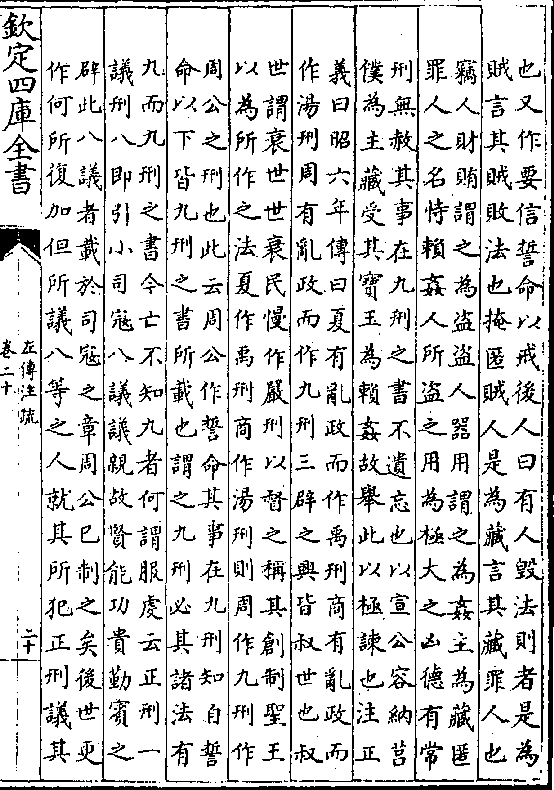 也又作要信誓命以戒後人曰有人毀法則者是為
賊言其賊敗法也掩匿賊人是為藏言其藏罪人也
竊人財賄謂之為盗盗人器用謂之為姦主為藏匿
罪人之名恃賴姦人所盗之用為極大之凶德有常
刑無赦其事在九刑之書不遺忘也以宣公容納莒
僕為主藏受其寶玉為賴姦故舉此以極諫也注正
義曰昭六年傳曰夏有亂政而作禹刑商有亂政而
作湯刑周有亂政而作九刑三辟之興皆叔世也叔
世謂衰世世衰民慢作嚴刑以督之稱其創制聖王
以為所作之法夏作禹刑商作湯刑則周作九刑作
周公之刑也此云周公作誓命其事在九刑知自誓
命以下皆九刑之書所載也謂之九刑必其諸法有
九而九刑之書今亡不知九者何謂服虔云正刑一
議刑八即引小司寇八議議親故賢能功貴勤賓之
辟此八議者載於司寇之章周公已制之矣後世更
作何所復加但所議八等之人就其所犯正刑議其
欽定四庫全書
左傳注疏
卷二十
二十